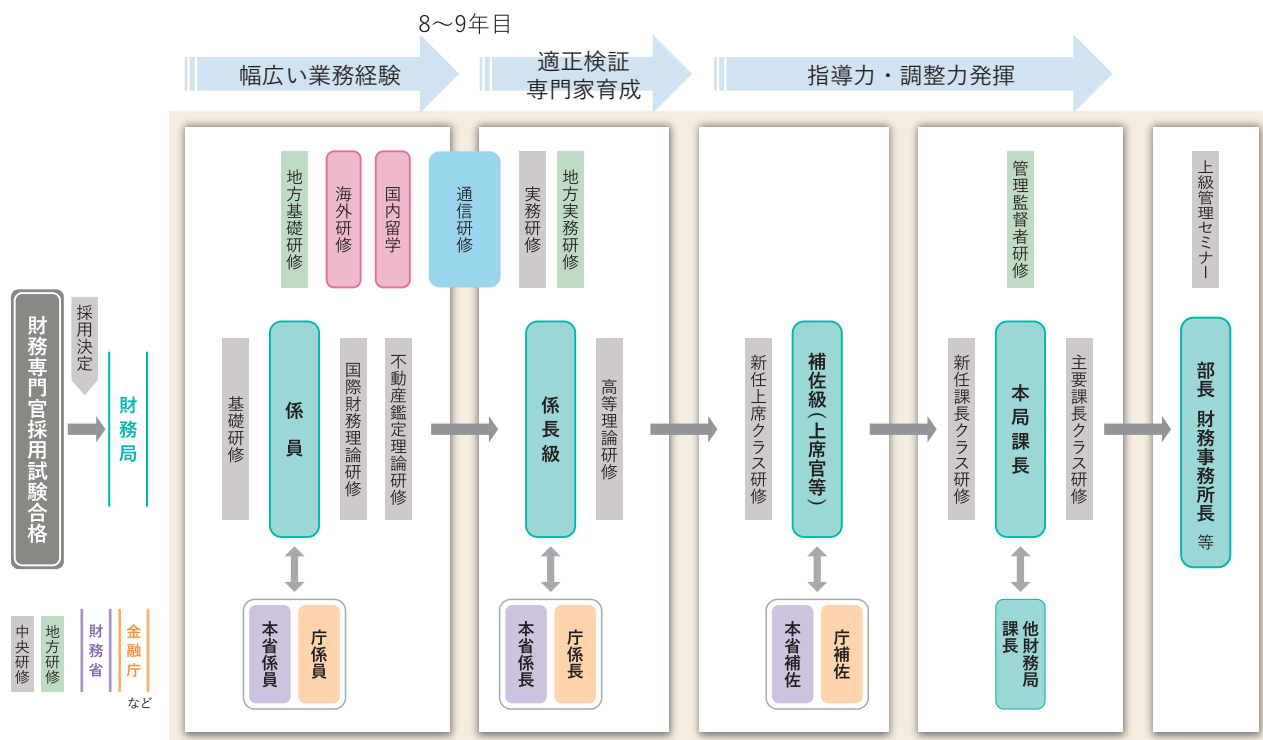 8〜9年目
幅広い業務経験
適正検証
専門家育成
指導力・調整力発揮
財務専門官採用試験合格
採用決定
財務局
地方基礎研修
海外研修
国内留学
通信研修
基礎研修
係員
国際財務理論研修
不動産鑑定理論研修
本省係員
庁係員
実務研修
地方実務研修
係長級
高等理論研修
本省係長
庁係長
新任上席クラス研修
補佐級(上席官等)
本省補佐
庁補佐
管理監督者研修
新任課長クラス研修
本局課長
主要課長クラス研修
他財務局
課長
上級管理セミナー
部長 財務事務所長 等
中央研修
地方研修
財務省
金融庁
など